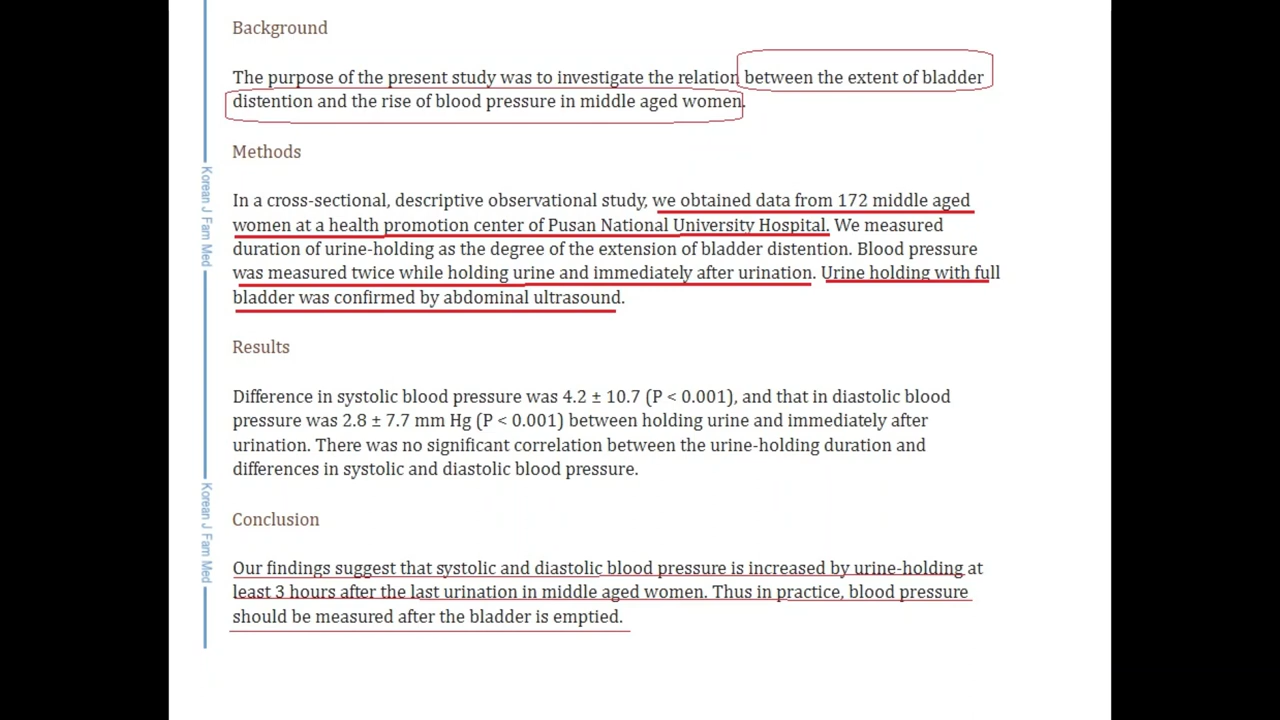 Background
The purpose of the present study was to investigate the relation between the extent of bladder
distention and the rise of blood pressure in middle aged women.
Methods
In a cross-sectional, descriptive observational study, we obtained data from 172 middle aged
women at a health promotion center of Pusan National University Hospital. We measured
duration of urine-holding as the degree of the extension of bladder distention. Blood pressure
was measured twice while holding urine and immediately after urination. Urine holding with full
bladder was confirmed by abdominal ultrasound.
Results
Difference in systolic blood pressure was 4.2 ± 10.7 (P < 0.001), and that in diastolic blood
pressure was 2.8 ± 7.7 mm Hg (P < 0.001) between holding urine and immediately after
urination. There was no significant correlation between the urine-holding duration and
differences in systolic and diastolic blood pressure.
Conclusion
Our findings suggest that systolic and diastolic blood pressure is increased by urine-holding at
least 3 hours after the last urination in middle aged women. Thus in practice, blood pressure
should be measured after the bladder is emptied.
Korean J Fam Med
Korean J Fam Med